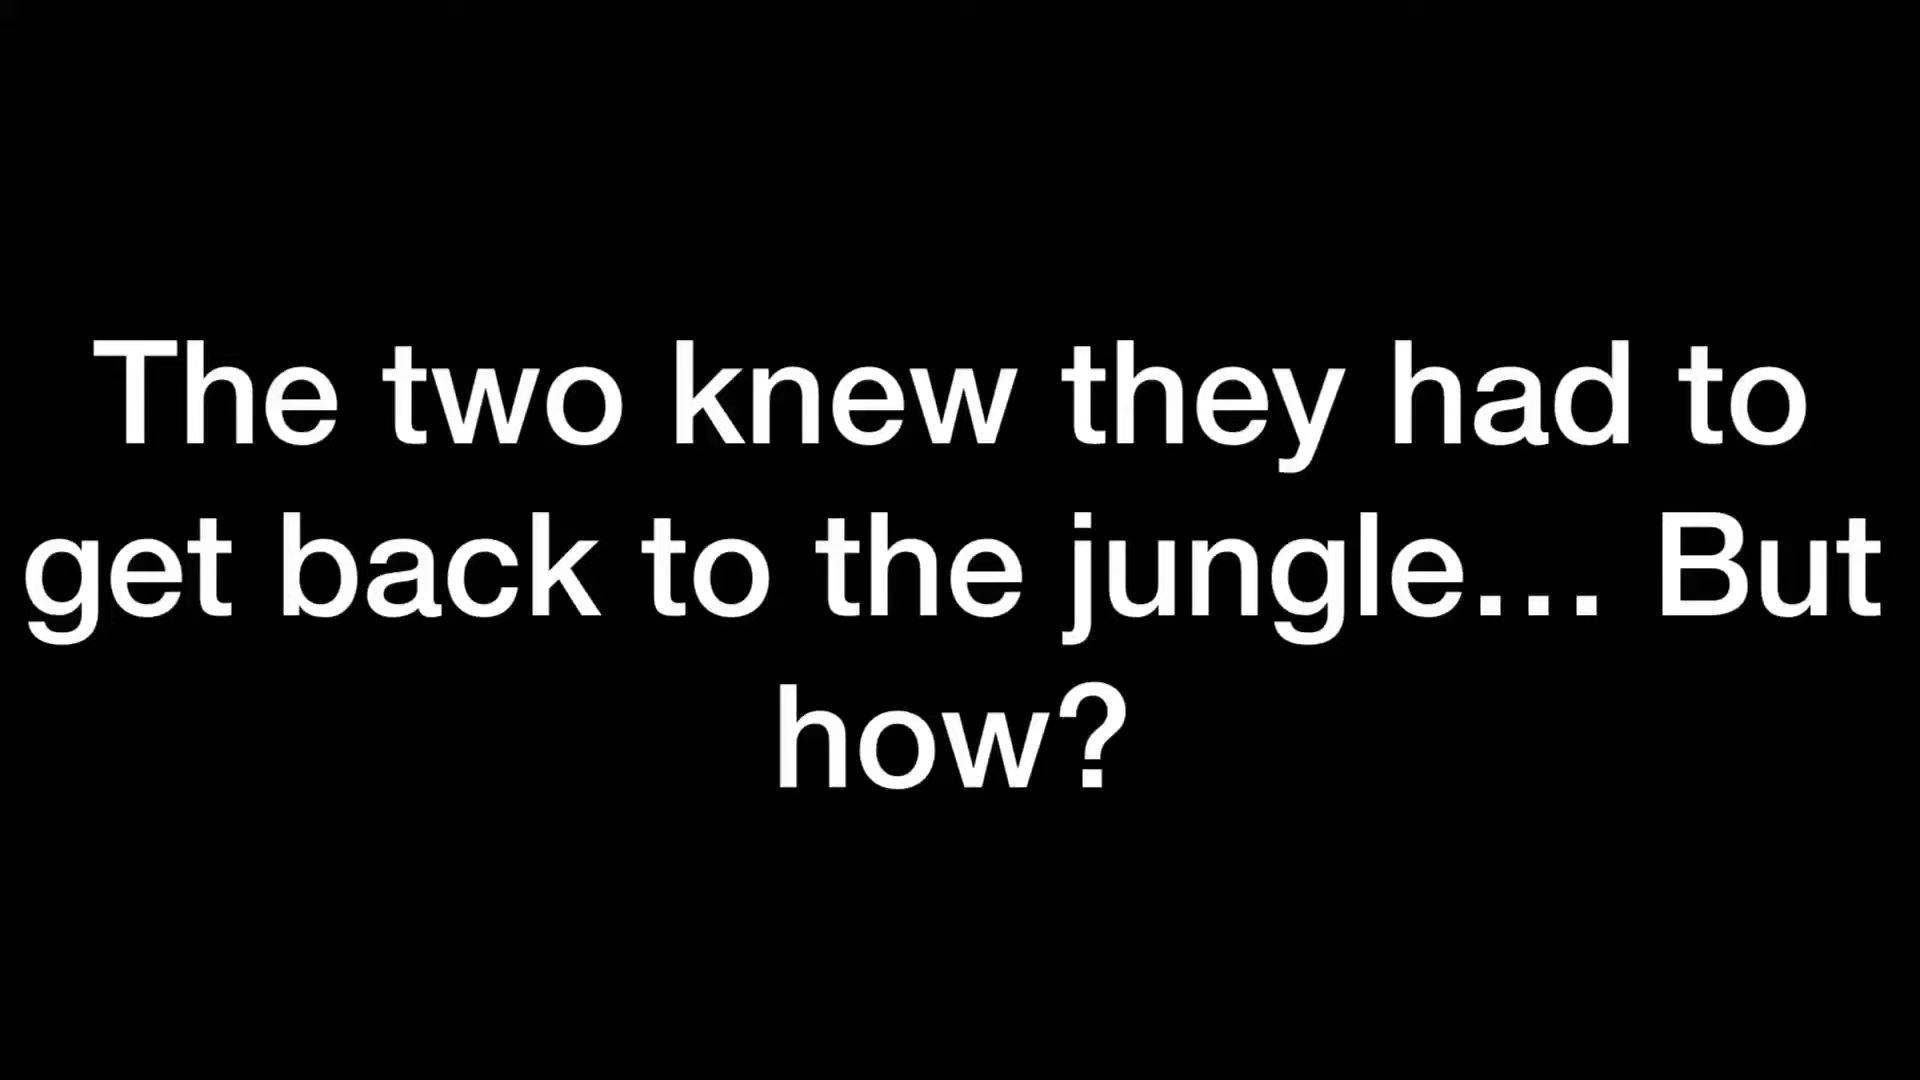 The two knew they had to
get back to the jungle... But
how?